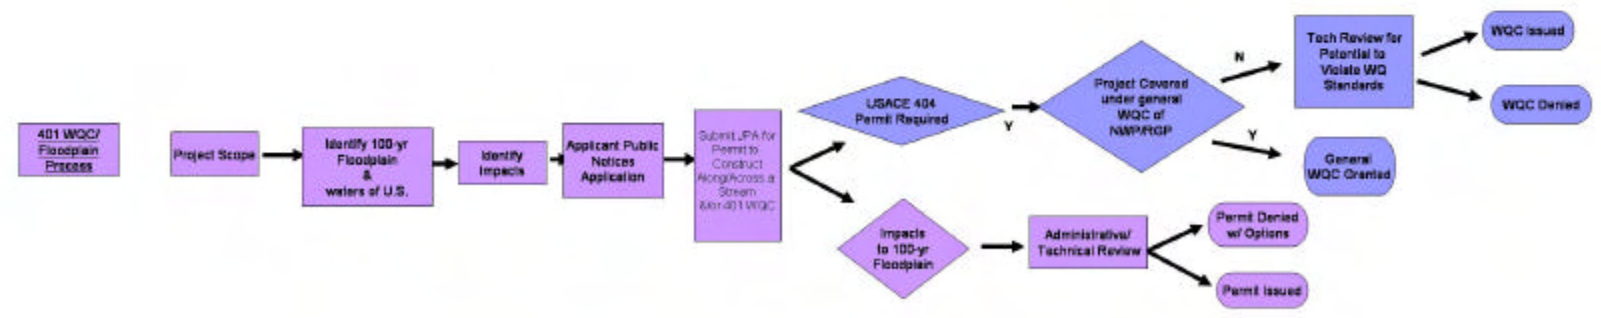 401 WQC/
Floodplain
Process
Project Scope
Identify 100-yr
Floodplain
&
waters of U.S.
Identify
Impacts
Applicant Public
Notices
Application
Submit JPA for
Permit to
Construct
Along/Across a
Stream
&/or 401 WQC
USACE 404
Permit Required
Y
Project Covered
under general
WQC of
NWP/RGP
N
Y
Tech Review for
Potential to
Violate WQ
Standards
WQC Issued
WQC Denied
General
WQC Granted
Impacts
to 100-yr
Floodplain
Administrative/
Technical Review
Permit Denied
w/ Options
Permit Issued